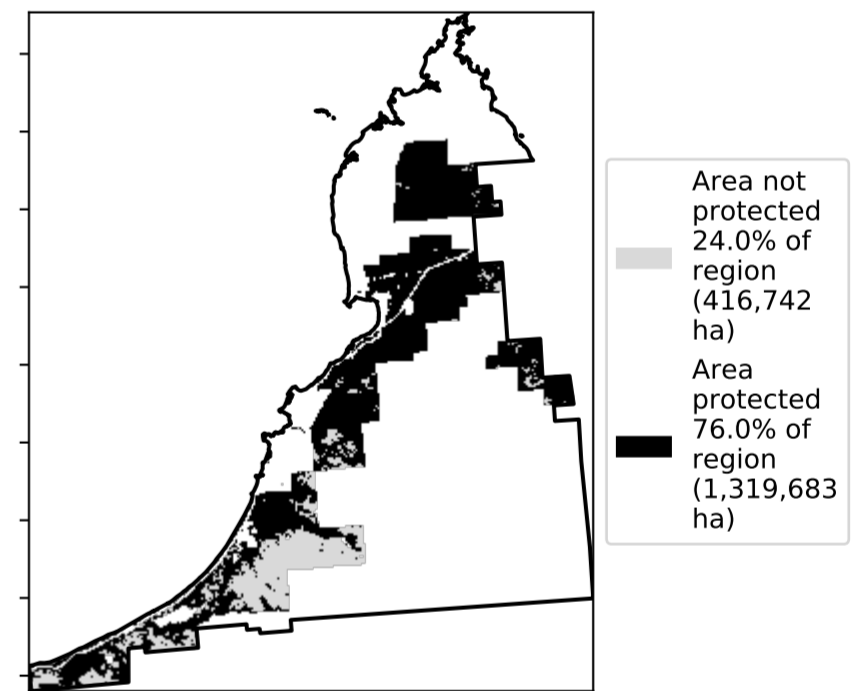 Area not
protected
24.0% of
region
(416,742
ha)
Area
protected
76.0% of
region
(1,319,683
ha)